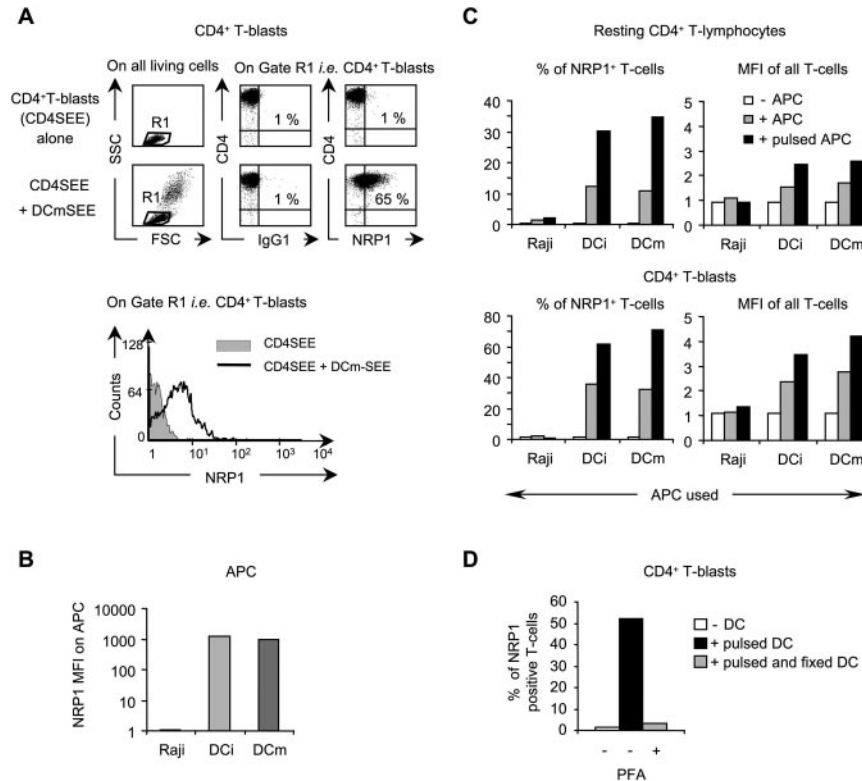 A
CD4⁺ T-blasts
On all living cells
On Gate R1 i.e. CD4⁺ T-blasts
CD4⁺T-blasts
(CD4SEE)
alone
SSC
R1
CD4
1 %
CD4
1 %
CD4SEE
+ DCmSEE
R1
1 %
65 %
FSC
IgG1
NRP1
On Gate R1 i.e. CD4⁺ T-blasts
Counts
128
64
0
CD4SEE
CD4SEE + DCm-SEE
1 10¹ 10² 10³ 10⁴
NRP1
B
APC
NRP1 MFI on APC
10000
1000
100
10
1
Raji DCi DCm
C
Resting CD4⁺ T-lymphocytes
% of NRP1⁺ T-cells
40
30
20
10
0
Raji DCi DCm
MFI of all T-cells
5
4
3
2
1
0
- APC
+ APC
+ pulsed APC
Raji DCi DCm
CD4⁺ T-blasts
% of NRP1⁺ T-cells
80
70
60
50
40
30
20
10
0
Raji DCi DCm
MFI of all T-cells
5
4
3
2
1
0
Raji DCi DCm
APC used
D
CD4⁺ T-blasts
% of NRP1
positive T-cells
60
50
40
30
20
10
0
- DC
+ pulsed DC
+ pulsed and fixed DC
- - +
PFA